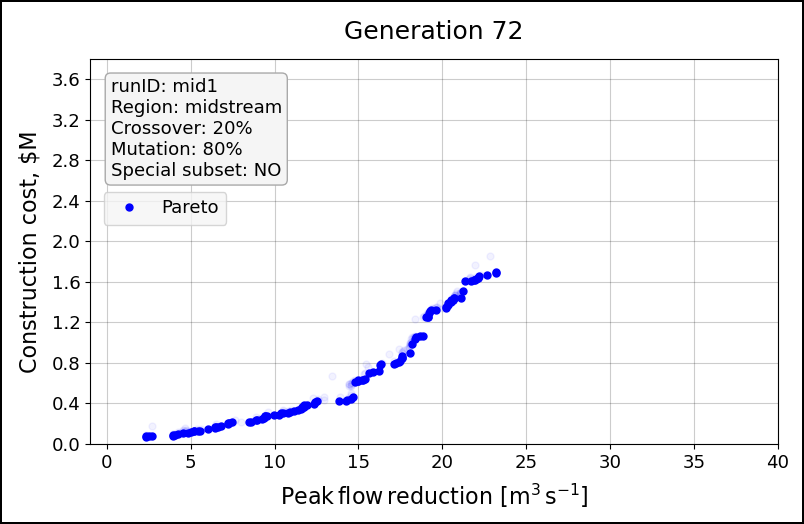 Generation 72
runID: mid1
Region: midstream
Crossover: 20%
Mutation: 80%
Special subset: NO
Pareto
Construction cost, $M
3.6
3.2
2.8
2.4
2.0
1.6
1.2
0.8
0.4
0.0
0 5 10 15 20 25 30 35 40
Peak flow reduction [m³ s⁻¹]